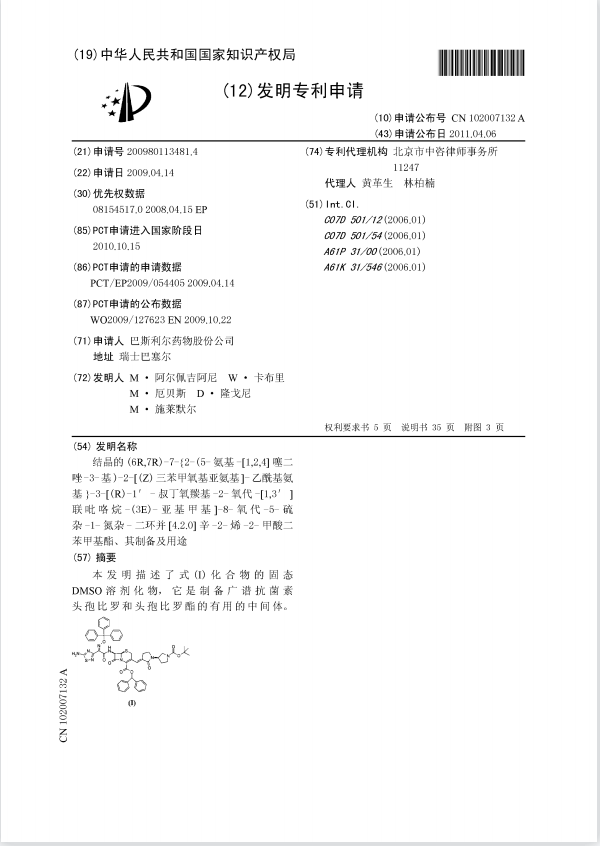 (19)中华人民共和国国家知识产权局
(12)发明专利申请
(10)申请公布号 CN 102007132 A
(43)申请公布日 2011.04.06
(21)申请号 200980113481.4
(22)申请日 2009.04.14
(30)优先权数据
08154517.0 2008.04.15 EP
(85)PCT申请进入国家阶段日
2010.10.15
(86)PCT申请的申请数据
PCT/EP2009/054405 2009.04.14
(87)PCT申请的公布数据
WO2009/127623 EN 2009.10.22
(71)申请人 巴斯利尔药物股份公司
地址 瑞士巴塞尔
(72)发明人 M·阿尔佩吉阿尼 W·卡布里
M·厄贝斯 D·隆戈尼
M·施莱默尔
(74)专利代理机构 北京市中咨律师事务所
11247
代理人 黄革生 林柏楠
(51)Int.Cl.
C07D 501/12(2006.01)
C07D 501/54(2006.01)
A61P 31/00(2006.01)
A61K 31/546(2006.01)
权利要求书 5 页 说明书 35 页 附图 3 页
(54)发明名称
结晶的(6R,7R)-7-{2-(5-氨基-[1,2,4]噻二
唑-3-基)-2-[(Z)三苯甲氧基亚氨基]-乙酰基氨
基}-3-[(R)-1′-叔丁氧羰基-2-氧代-[1,3′]
联吡咯烷-(3E)-亚基甲基]-8-氧代-5-硫
杂-1-氮杂-二环并[4.2.0]辛-2-烯-2-甲酸二
苯甲基酯、其制备及用途
(57)摘要
本发明描述了式(I)化合物的固态
DMSO溶剂化物,它是制备广谱抗菌素
头孢比罗和头孢比罗酯的有用的中间体。
(I)
CN 102007132 A